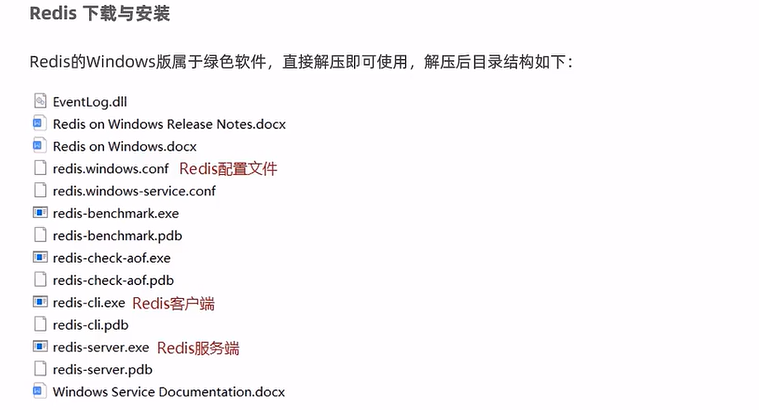 Redis 下载与安装
Redis的Windows版属于绿色软件，直接解压即可使用，解压后目录结构如下：
EventLog.dll
Redis on Windows Release Notes.docx
Redis on Windows.docx
redis.windows.conf Redis配置文件
redis.windows-service.conf
redis-benchmark.exe
redis-benchmark.pdb
redis-check-aof.exe
redis-check-aof.pdb
redis-cli.exe Redis客户端
redis-cli.pdb
redis-server.exe Redis服务端
redis-server.pdb
Windows Service Documentation.docx